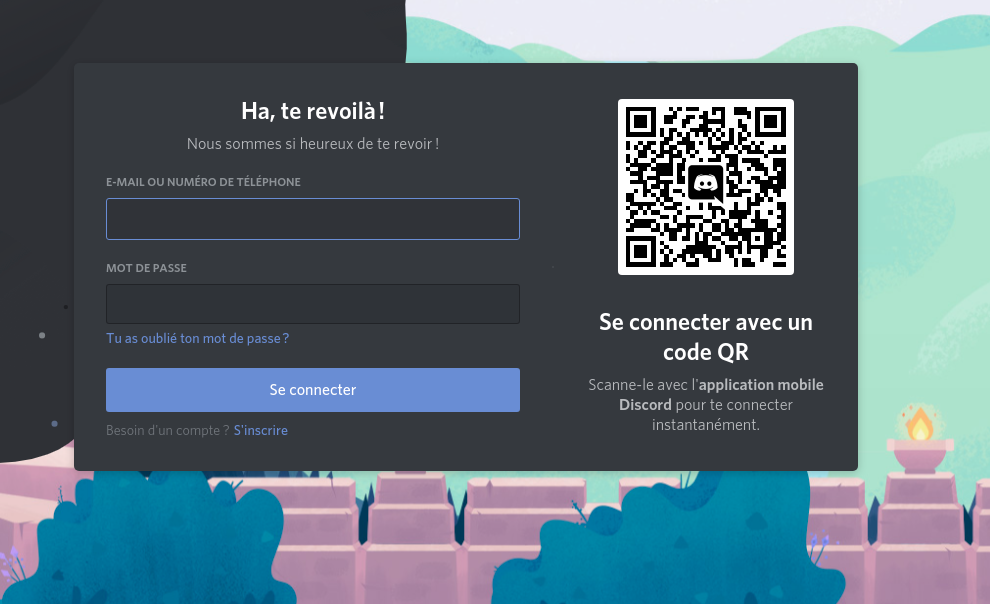 Ha, te revoilà !
Nous sommes si heureux de te revoir !
E-MAIL OU NUMÉRO DE TÉLÉPHONE
MOT DE PASSE
Tu as oublié ton mot de passe ?
Se connecter
Besoin d'un compte ? S'inscrire
Se connecter avec un
code QR
Scanne-le avec l'application mobile
Discord pour te connecter
instantanément.